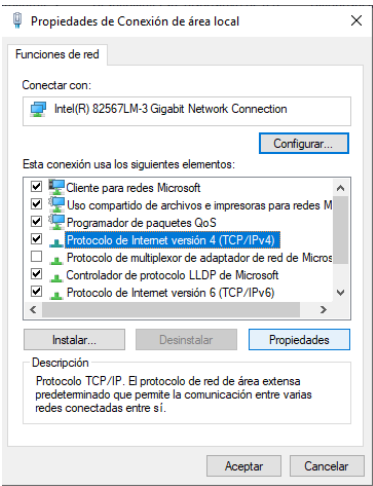 Propiedades de Conexión de área local
Funciones de red
Conectar con:
Intel(R) 82567LM-3 Gigabit Network Connection
Configurar...
Esta conexión usa los siguientes elementos:
Cliente para redes Microsoft
Uso compartido de archivos e impresoras para redes M
Programador de paquetes QoS
Protocolo de Internet versión 4 (TCP/IPv4)
Protocolo de multiplexor de adaptador de red de Micros
Controlador de protocolo LLDP de Microsoft
Protocolo de Internet versión 6 (TCP/IPv6)
Instalar... Desinstalar Propiedades
Descripción
Protocolo TCP/IP. El protocolo de red de área extensa
predeterminado que permite la comunicación entre varias
redes conectadas entre sí.
Aceptar Cancelar